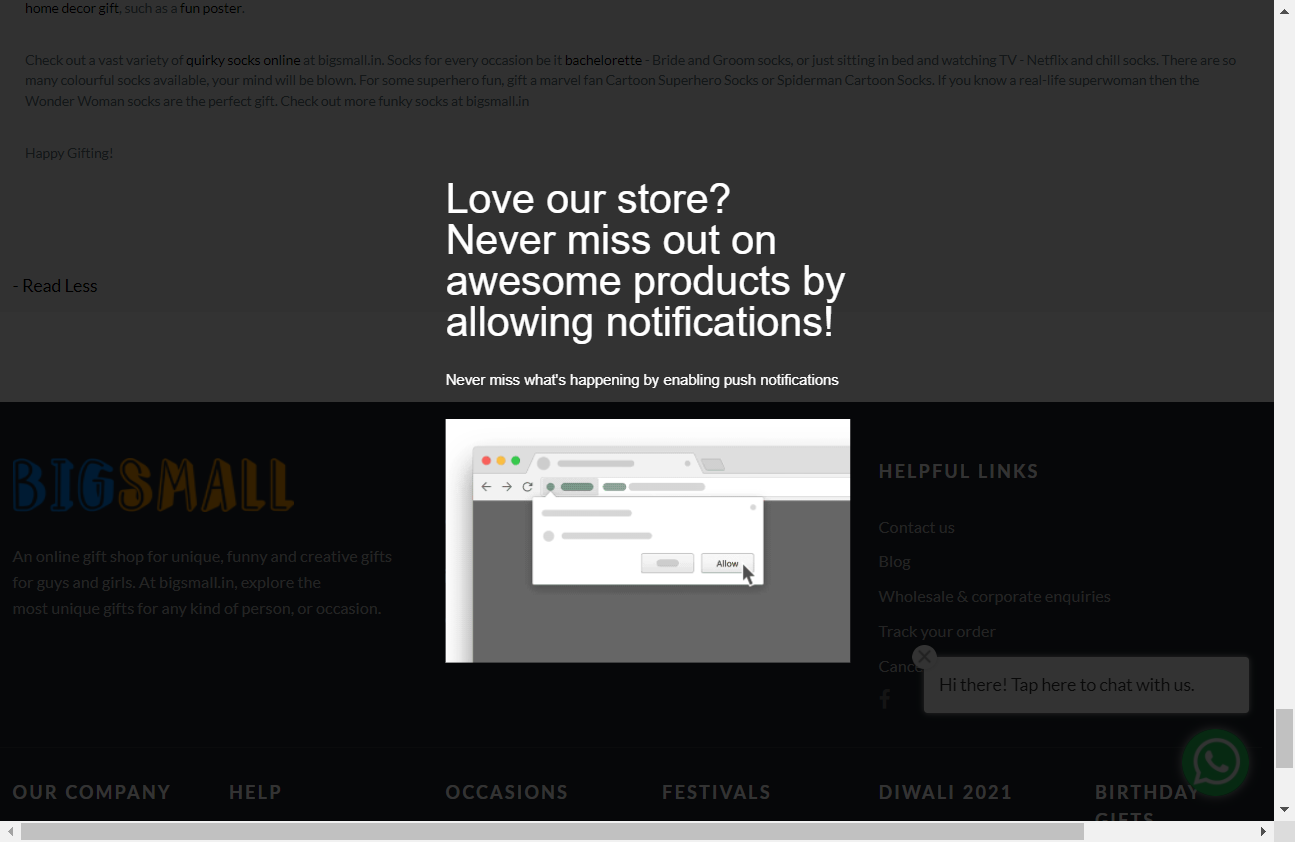 home decor gift, such as a fun poster.
Check out a vast variety of quirky socks online at bigsmall.in. Socks for every occasion be it bachelorette - Bride and Groom socks, or just sitting in bed and watching TV - Netflix and chill socks. There are so
many colourful socks available, your mind will be blown. For some superhero fun, gift a marvel fan Cartoon Superhero Socks or Spiderman Cartoon Socks. If you know a real-life superwoman then the
Wonder Woman socks are the perfect gift. Check out more funky socks at bigsmall.in
Happy Gifting!
- Read Less
Love our store?
Never miss out on
awesome products by
allowing notifications!
Never miss what's happening by enabling push notifications
Allow
BIGSMALL
An online gift shop for unique, funny and creative gifts
for guys and girls. At bigsmall.in, explore the
most unique gifts for any kind of person, or occasion.
HELPFUL LINKS
Contact us
Blog
Wholesale & corporate enquiries
Track your order
Hi there! Tap here to chat with us.
OUR COMPANY
HELP
OCCASIONS
FESTIVALS
DIWALI 2021
BIRTHDAY
GIFTS